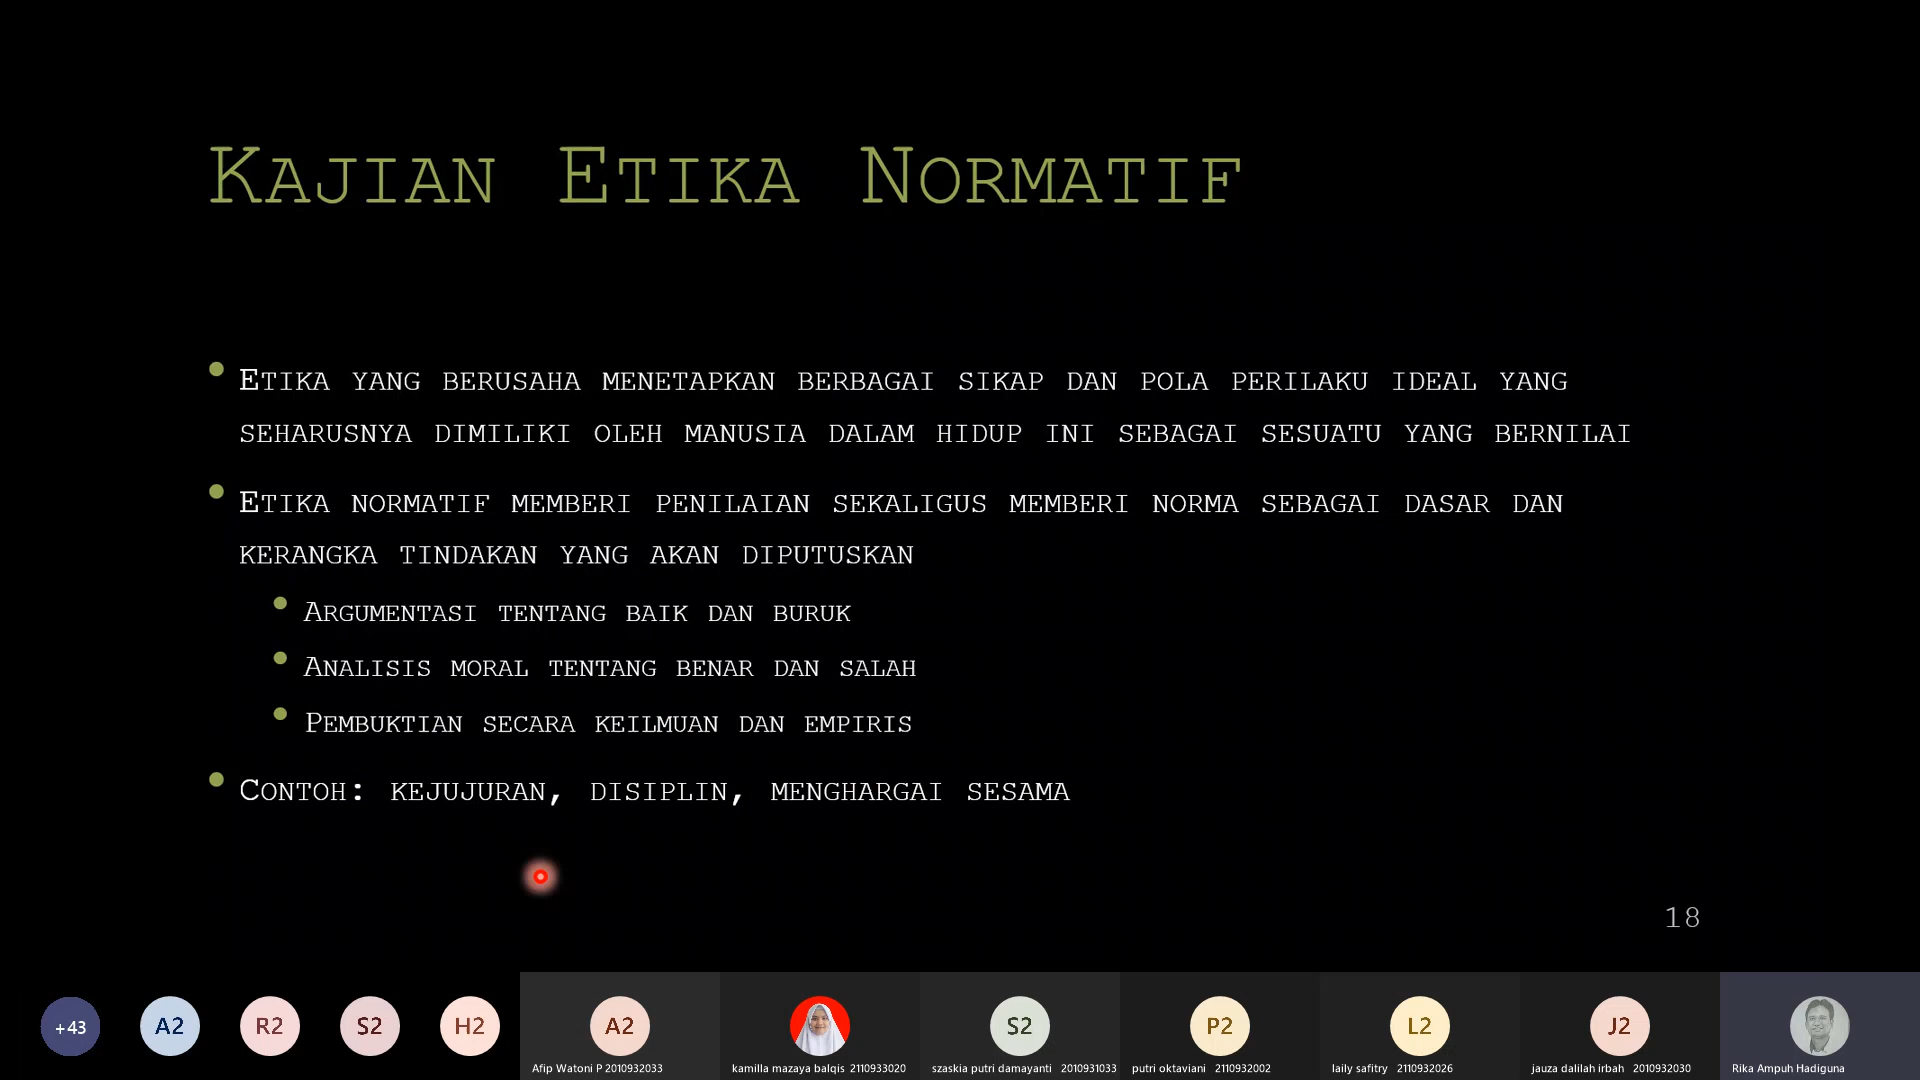 KAJIAN ETIKA NORMATIF
ETIKA YANG BERUSAHA MENETAPKAN BERBAGAI SIKAP DAN POLA PERILAKU IDEAL YANG
SEHARUSNYA DIMILIKI OLEH MANUSIA DALAM HIDUP INI SEBAGAI SESUATU YANG BERNILAI
ETIKA NORMATIF MEMBERI PENILAIAN SEKALIGUS MEMBERI NORMA SEBAGAI DASAR DAN
KERANGKA TINDAKAN YANG AKAN DIPUTUSKAN
ARGUMENTASI TENTANG BAIK DAN BURUK
ANALISIS MORAL TENTANG BENAR DAN SALAH
PEMBUKTIAN SECARA KEILMUAN DAN EMPIRIS
CONTOH: KEJUJURAN, DISIPLIN, MENGHARGAI SESAMA
18
+43 A2 R2 S2 H2 A2 S2 P2 L2 J2
Afip Watoni P 2010932033 kamilla mazaya balqis 2110933020 szaskia putri damayanti 2010931033 putri oktaviani 2110932002 laily safitry 2110932026 jauza dalilah irbah 2010932030 Rika Ampuh Hadiguna